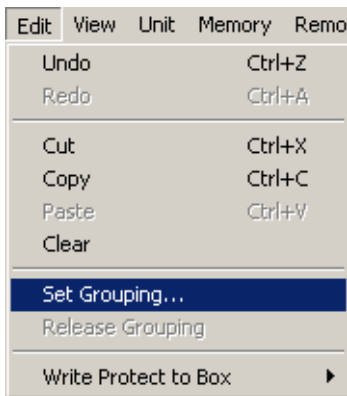 Edit View Unit Memory Remo
Undo Ctrl+Z
Redo Ctrl+A
Cut Ctrl+X
Copy Ctrl+C
Paste Ctrl+V
Clear
Set Grouping...
Release Grouping
Write Protect to Box